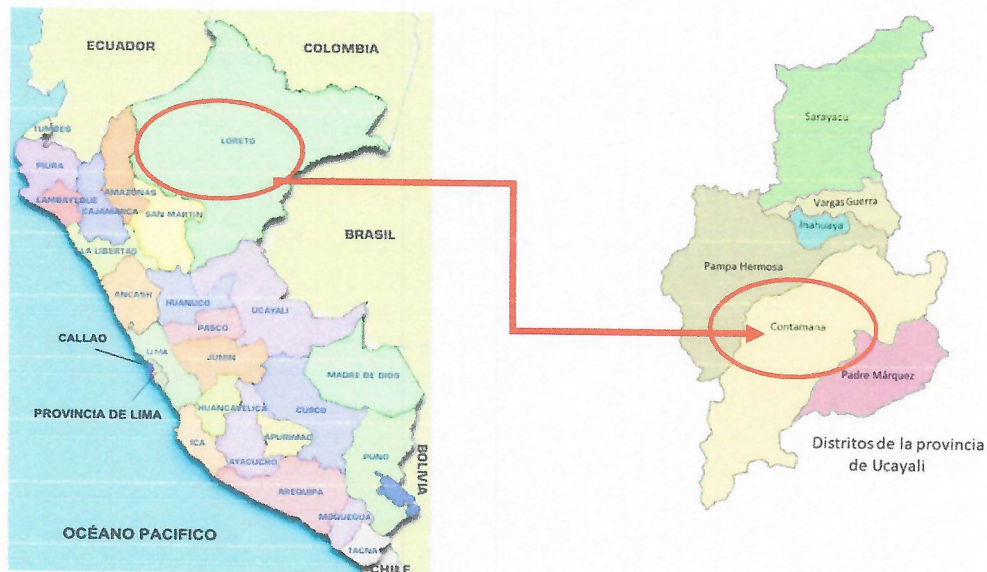 ECUADOR
COLOMBIA
TUMBES
LORETO
PIURA
AMAZONAS
LAMBAYEQUE
CAJAMARCA
SAN MARTIN
BRASIL
LA LIBERTAD
ANCASH
HUANUCO
UCAYALI
PASCO
CALLAO
LIMA
JUNIN
MADRE DE DIOS
PROVINCIA DE LIMA
HUANCAVELICA
CUSCO
ICA
APURIMAC
AYACUCHO
PUNO
BOLIVIA
AREQUIPA
MOQUEGUA
OCÉANO PACIFICO
TACNA
CHILE
Sarayacu
Vargas Guerra
Inahuaya
Pampa Hermosa
Contamana
Padre Márquez
Distritos de la provincia
de Ucayali